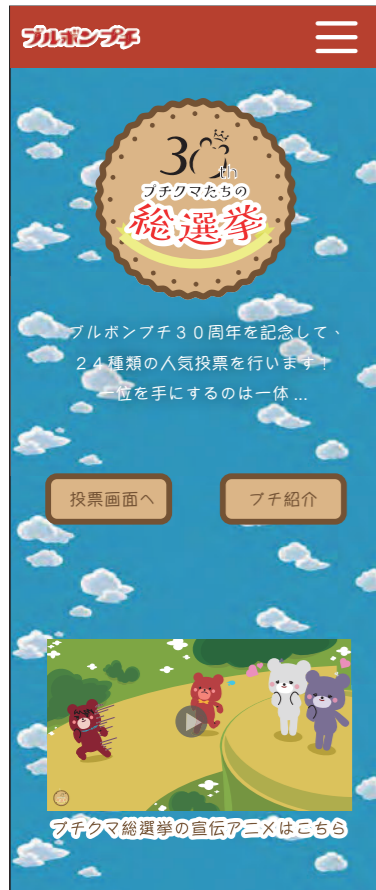 ブルボンプチ
30th
プチクマたちの
総選挙
ブルボンプチ３０周年を記念して、
２４種類の人気投票を行います！
一位を手にするのは一体...
投票画面へ
プチ紹介
プチクマ総選挙の宣伝アニメはこちら